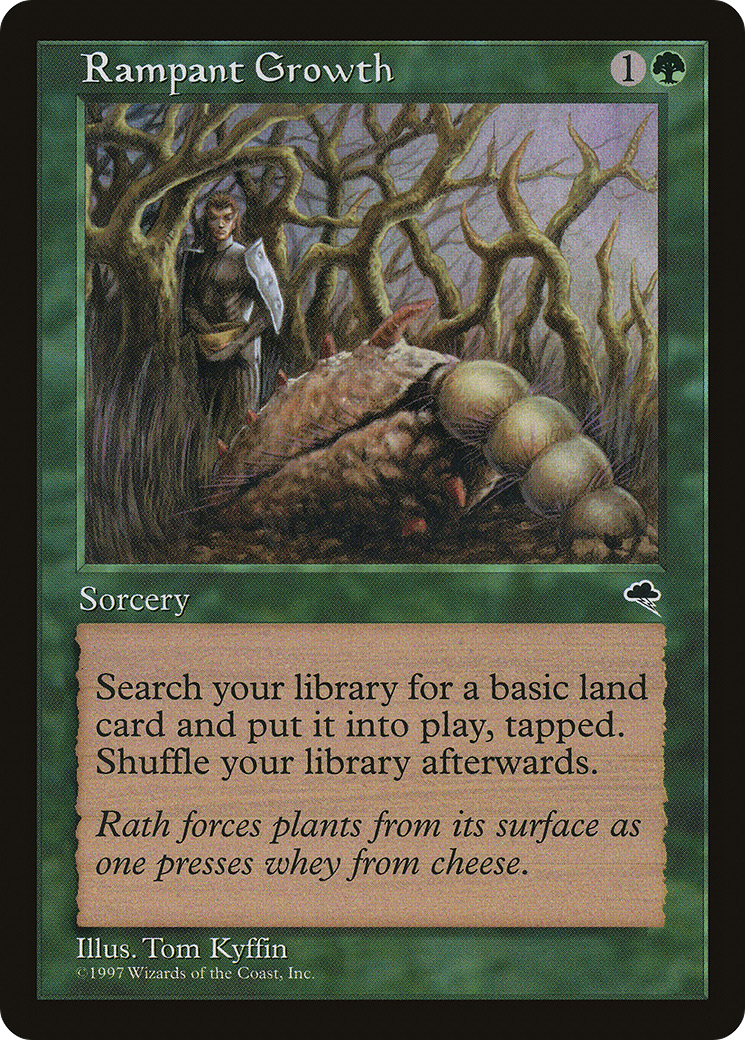 Rampant Growth 1
Sorcery
Search your library for a basic land
card and put it into play, tapped.
Shuffle your library afterwards.
Rath forces plants from its surface as
one presses whey from cheese.
Illus. Tom Kyffin
©1997 Wizards of the Coast, Inc.